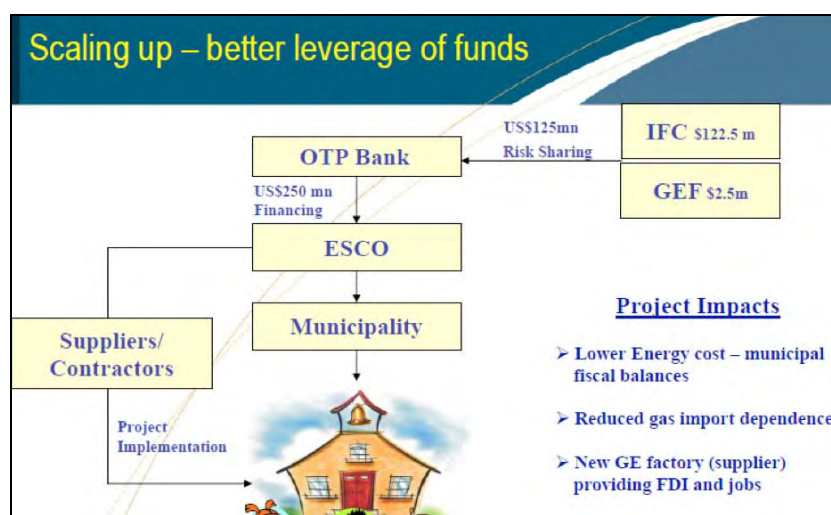 Scaling up – better leverage of funds
US$125mn
Risk Sharing
IFC $122.5 m
GEF $2.5m
OTP Bank
US$250 mn
Financing
ESCO
Municipality
Suppliers/
Contractors
Project
Implementation
Project Impacts
➢ Lower Energy cost – municipal
fiscal balances
➢ Reduced gas import dependence
➢ New GE factory (supplier)
providing FDI and jobs